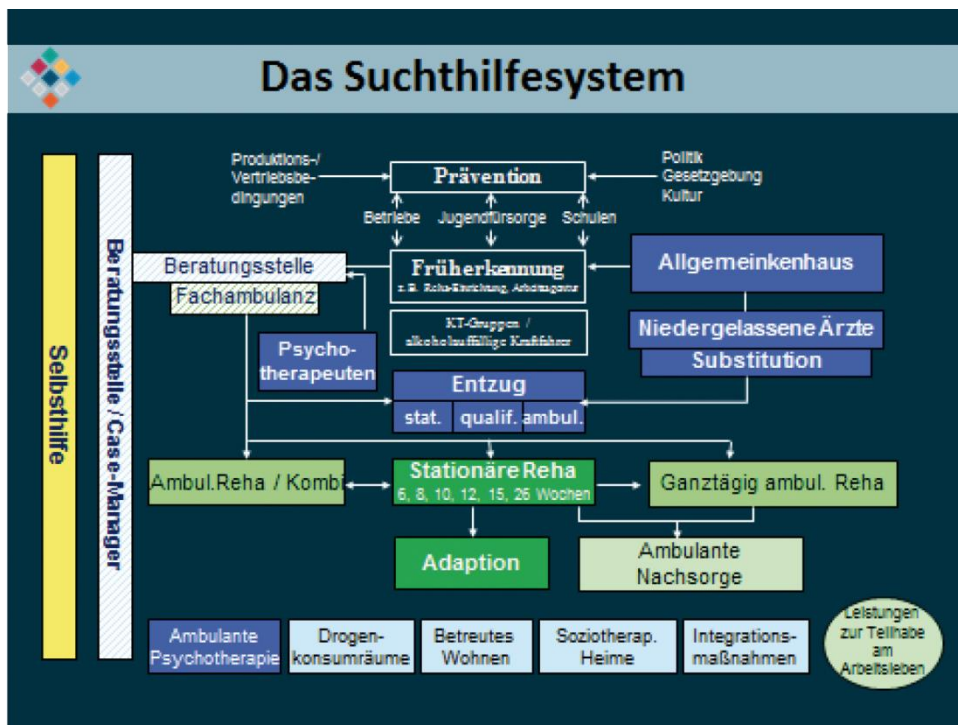 Das Suchthilfesystem
Selbsthilfe
Beratungsstelle / Case-Manager
Produktions-/
Vertriebsbe-
dingungen
Prävention
Politik
Gesetzgebung
Kultur
Betriebe
Jugendfürsorge
Schulen
Beratungsstelle
Fachambulanz
Früherkennung
z.B. Reha-Einrichtung, Arbeitsagentur
Allgemeinkenhaus
KT-Gruppen /
alkoholauffällige Kraftfahrer
Psycho-
therapeuten
Niedergelassene Ärzte
Substitution
Entzug
stat.
qualif.
ambul.
Ambul.Reha / Kombi
Stationäre Reha
6, 8, 10, 12, 15, 26 Wochen
Ganztägig ambul. Reha
Adaption
Ambulante
Nachsorge
Ambulante
Psychotherapie
Drogen-
konsumräume
Betreutes
Wohnen
Soziotherap.
Heime
Integrations-
maßnahmen
Leistungen
zur Teilhabe
am
Arbeitsleben